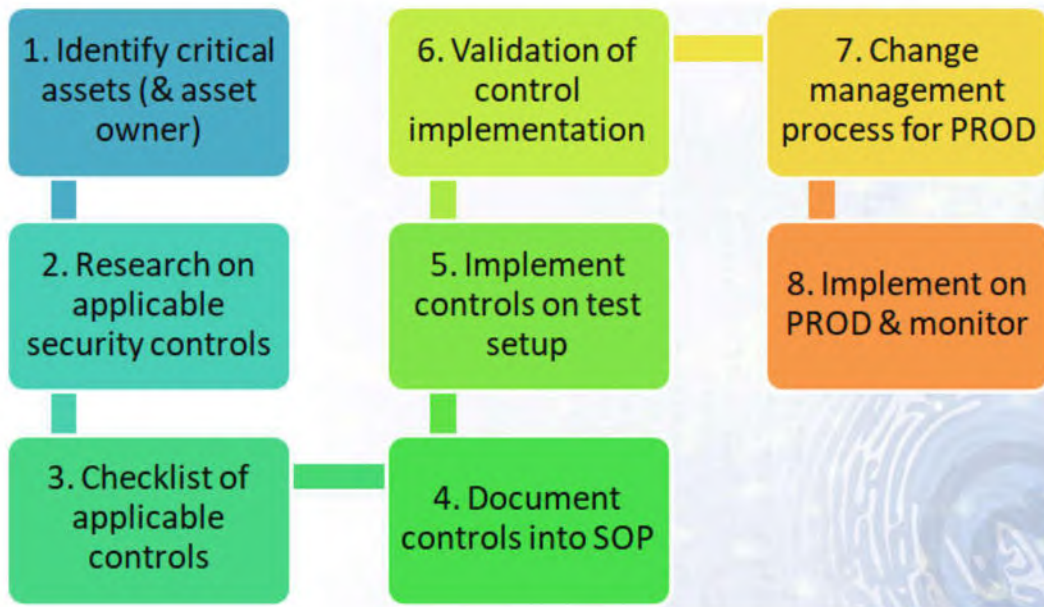 1. Identify critical
assets (& asset
owner)
2. Research on
applicable
security controls
3. Checklist of
applicable
controls
4. Document
controls into SOP
5. Implement
controls on test
setup
6. Validation of
control
implementation
7. Change
management
process for PROD
8. Implement on
PROD & monitor